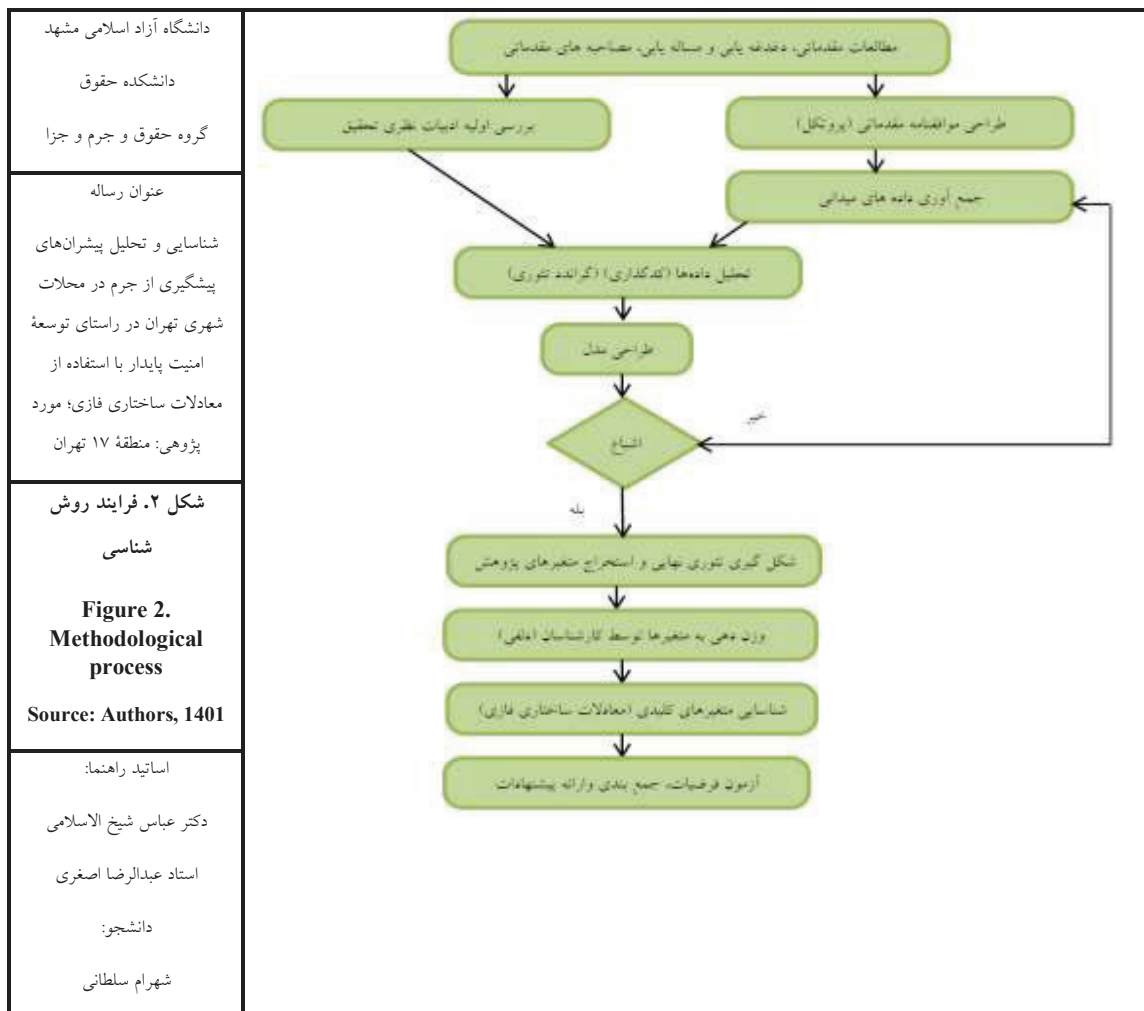 دانشگاه آزاد اسلامی مشهد
دانشکده حقوق
گروه حقوق و جرم و جزا
عنوان رساله
شناسایی و تحلیل پیشران‌های
پیشگیری از جرم در محلات
شهری تهران در راستای توسعهٔ
امنیت پایدار با استفاده از
معادلات ساختاری فازی؛ مورد
پژوهی: منطقهٔ ۱۷ تهران
شکل ۲. فرایند روش
شناسی
Figure 2.
Methodological
process
Source: Authors, 1401
اساتید راهنما:
دکتر عباس شیخ الاسلامی
استاد عبدالرضا اصغری
دانشجو:
شهرام سلطانی
مطالعات مقدماتی، دغدغه یابی و مساله یابی، مصاحبه های مقدماتی
طراحی موافقنامه مقدماتی (پروتکل)
بررسی اولیه ادبیات نظری تحقیق
جمع آوری داده های میدانی
تحلیل داده‌ها (کدگذاری) (گراندد تئوری)
طراحی مدل
اشباع
خیر
بله
شکل گیری تئوری نهایی و استخراج متغیرهای پژوهش
وزن دهی به متغیرها توسط کارشناسان (دلفی)
شناسایی متغیرهای کلیدی (معادلات ساختاری فازی)
آزمون فرضیات، جمع بندی وارائه پیشنهادات